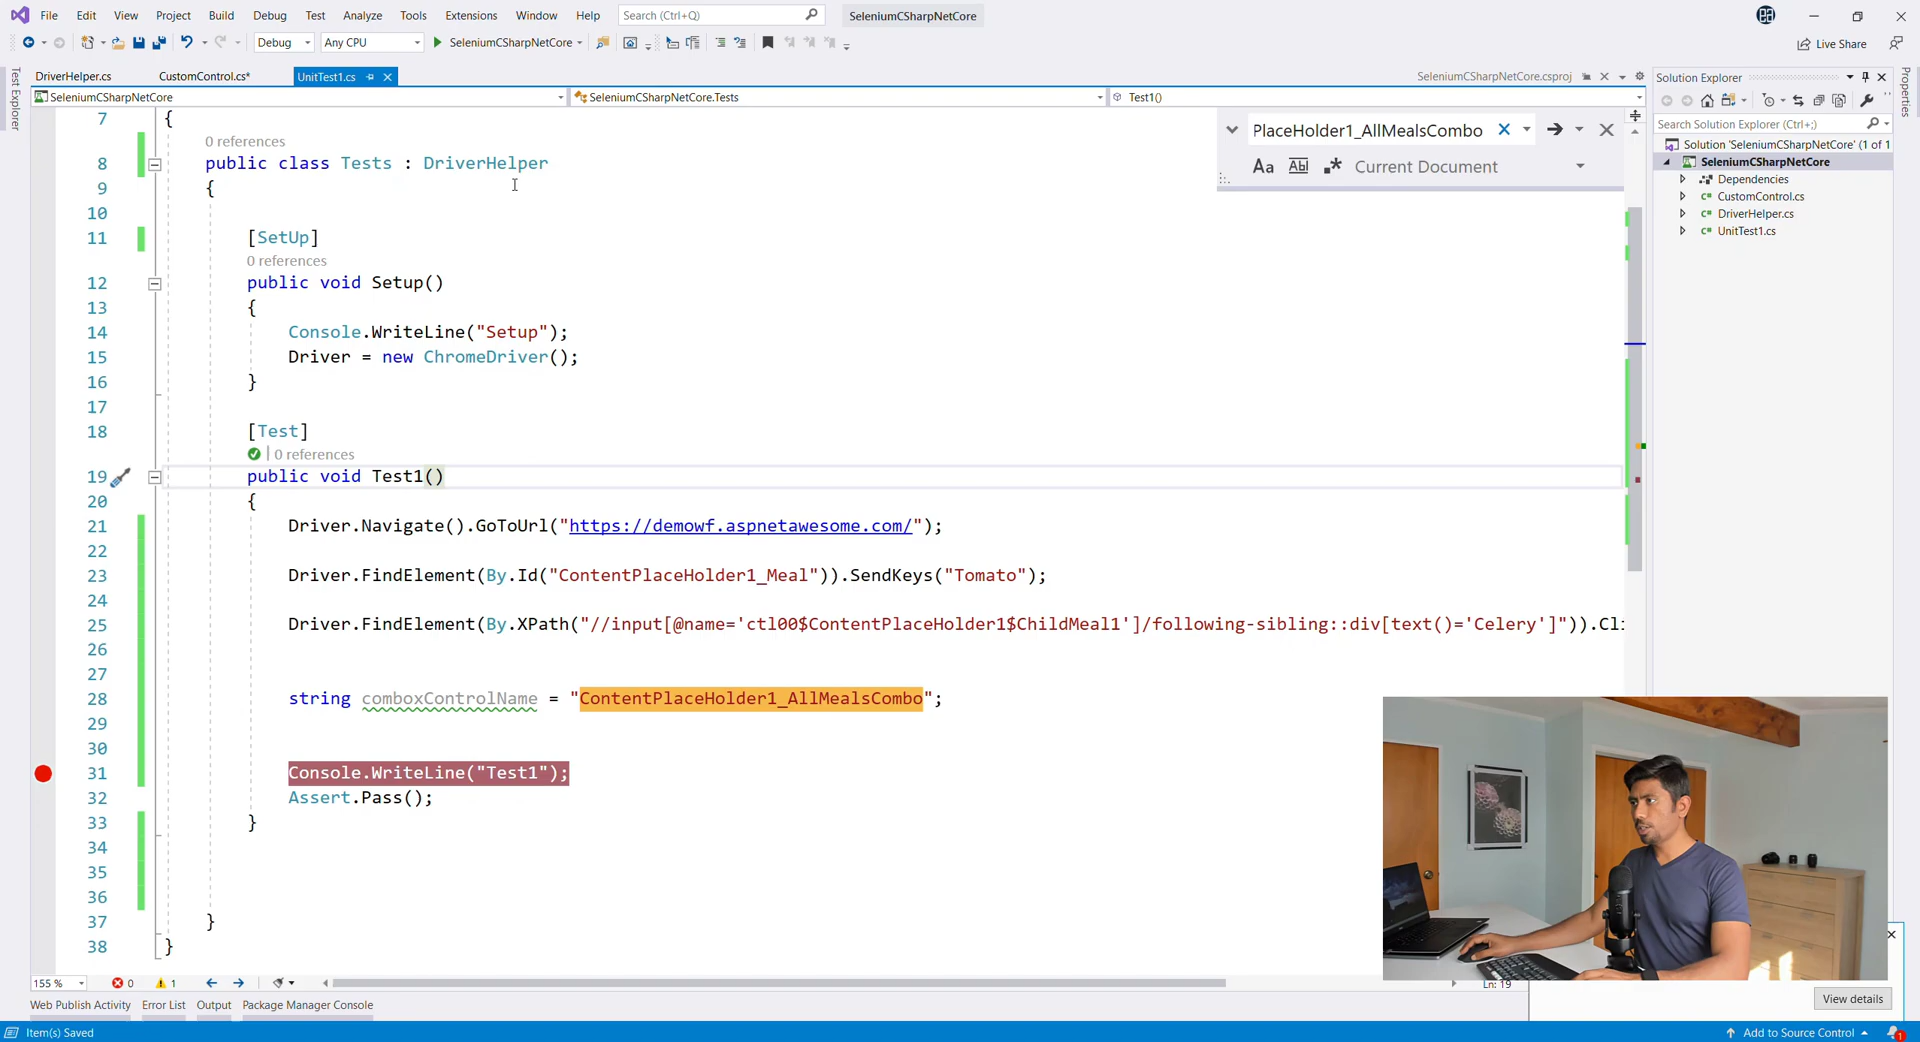 File Edit View Project Build Debug Test Analyze Tools Extensions Window Help Search (Ctrl+Q) SeleniumCSharpNetCore
Debug Any CPU SeleniumCSharpNetCore Live Share
Test Explorer
DriverHelper.cs CustomControl.cs* UnitTest1.cs SeleniumCSharpNetCore.csproj
SeleniumCSharpNetCore SeleniumCSharpNetCore.Tests Test1()
PlaceHolder1_AllMealsCombo
Aa Abl .* Current Document
7 {
0 references
8 public class Tests : DriverHelper
9 {
10
11 [SetUp]
0 references
12 public void Setup()
13 {
14 Console.WriteLine("Setup");
15 Driver = new ChromeDriver();
16 }
17
18 [Test]
0 references
19 public void Test1()
20 {
21 Driver.Navigate().GoToUrl("https://demowf.aspnetawesome.com/");
22
23 Driver.FindElement(By.Id("ContentPlaceHolder1_Meal")).SendKeys("Tomato");
24
25 Driver.FindElement(By.XPath("//input[@name='ctl00$ContentPlaceHolder1$ChildMeal1']/following-sibling::div[text()='Celery']")).Cli
26
27
28 string comboxControlName = "ContentPlaceHolder1_AllMealsCombo";
29
30
31 Console.WriteLine("Test1");
32 Assert.Pass();
33 }
34
35
36
37 }
38 }
155 % 0 1 Ln: 19
Web Publish Activity Error List Output Package Manager Console
Item(s) Saved
Solution Explorer
Search Solution Explorer (Ctrl+;)
Solution 'SeleniumCSharpNetCore' (1 of 1
SeleniumCSharpNetCore
Dependencies
C# CustomControl.cs
C# DriverHelper.cs
C# UnitTest1.cs
Properties
View details
Add to Source Control 1